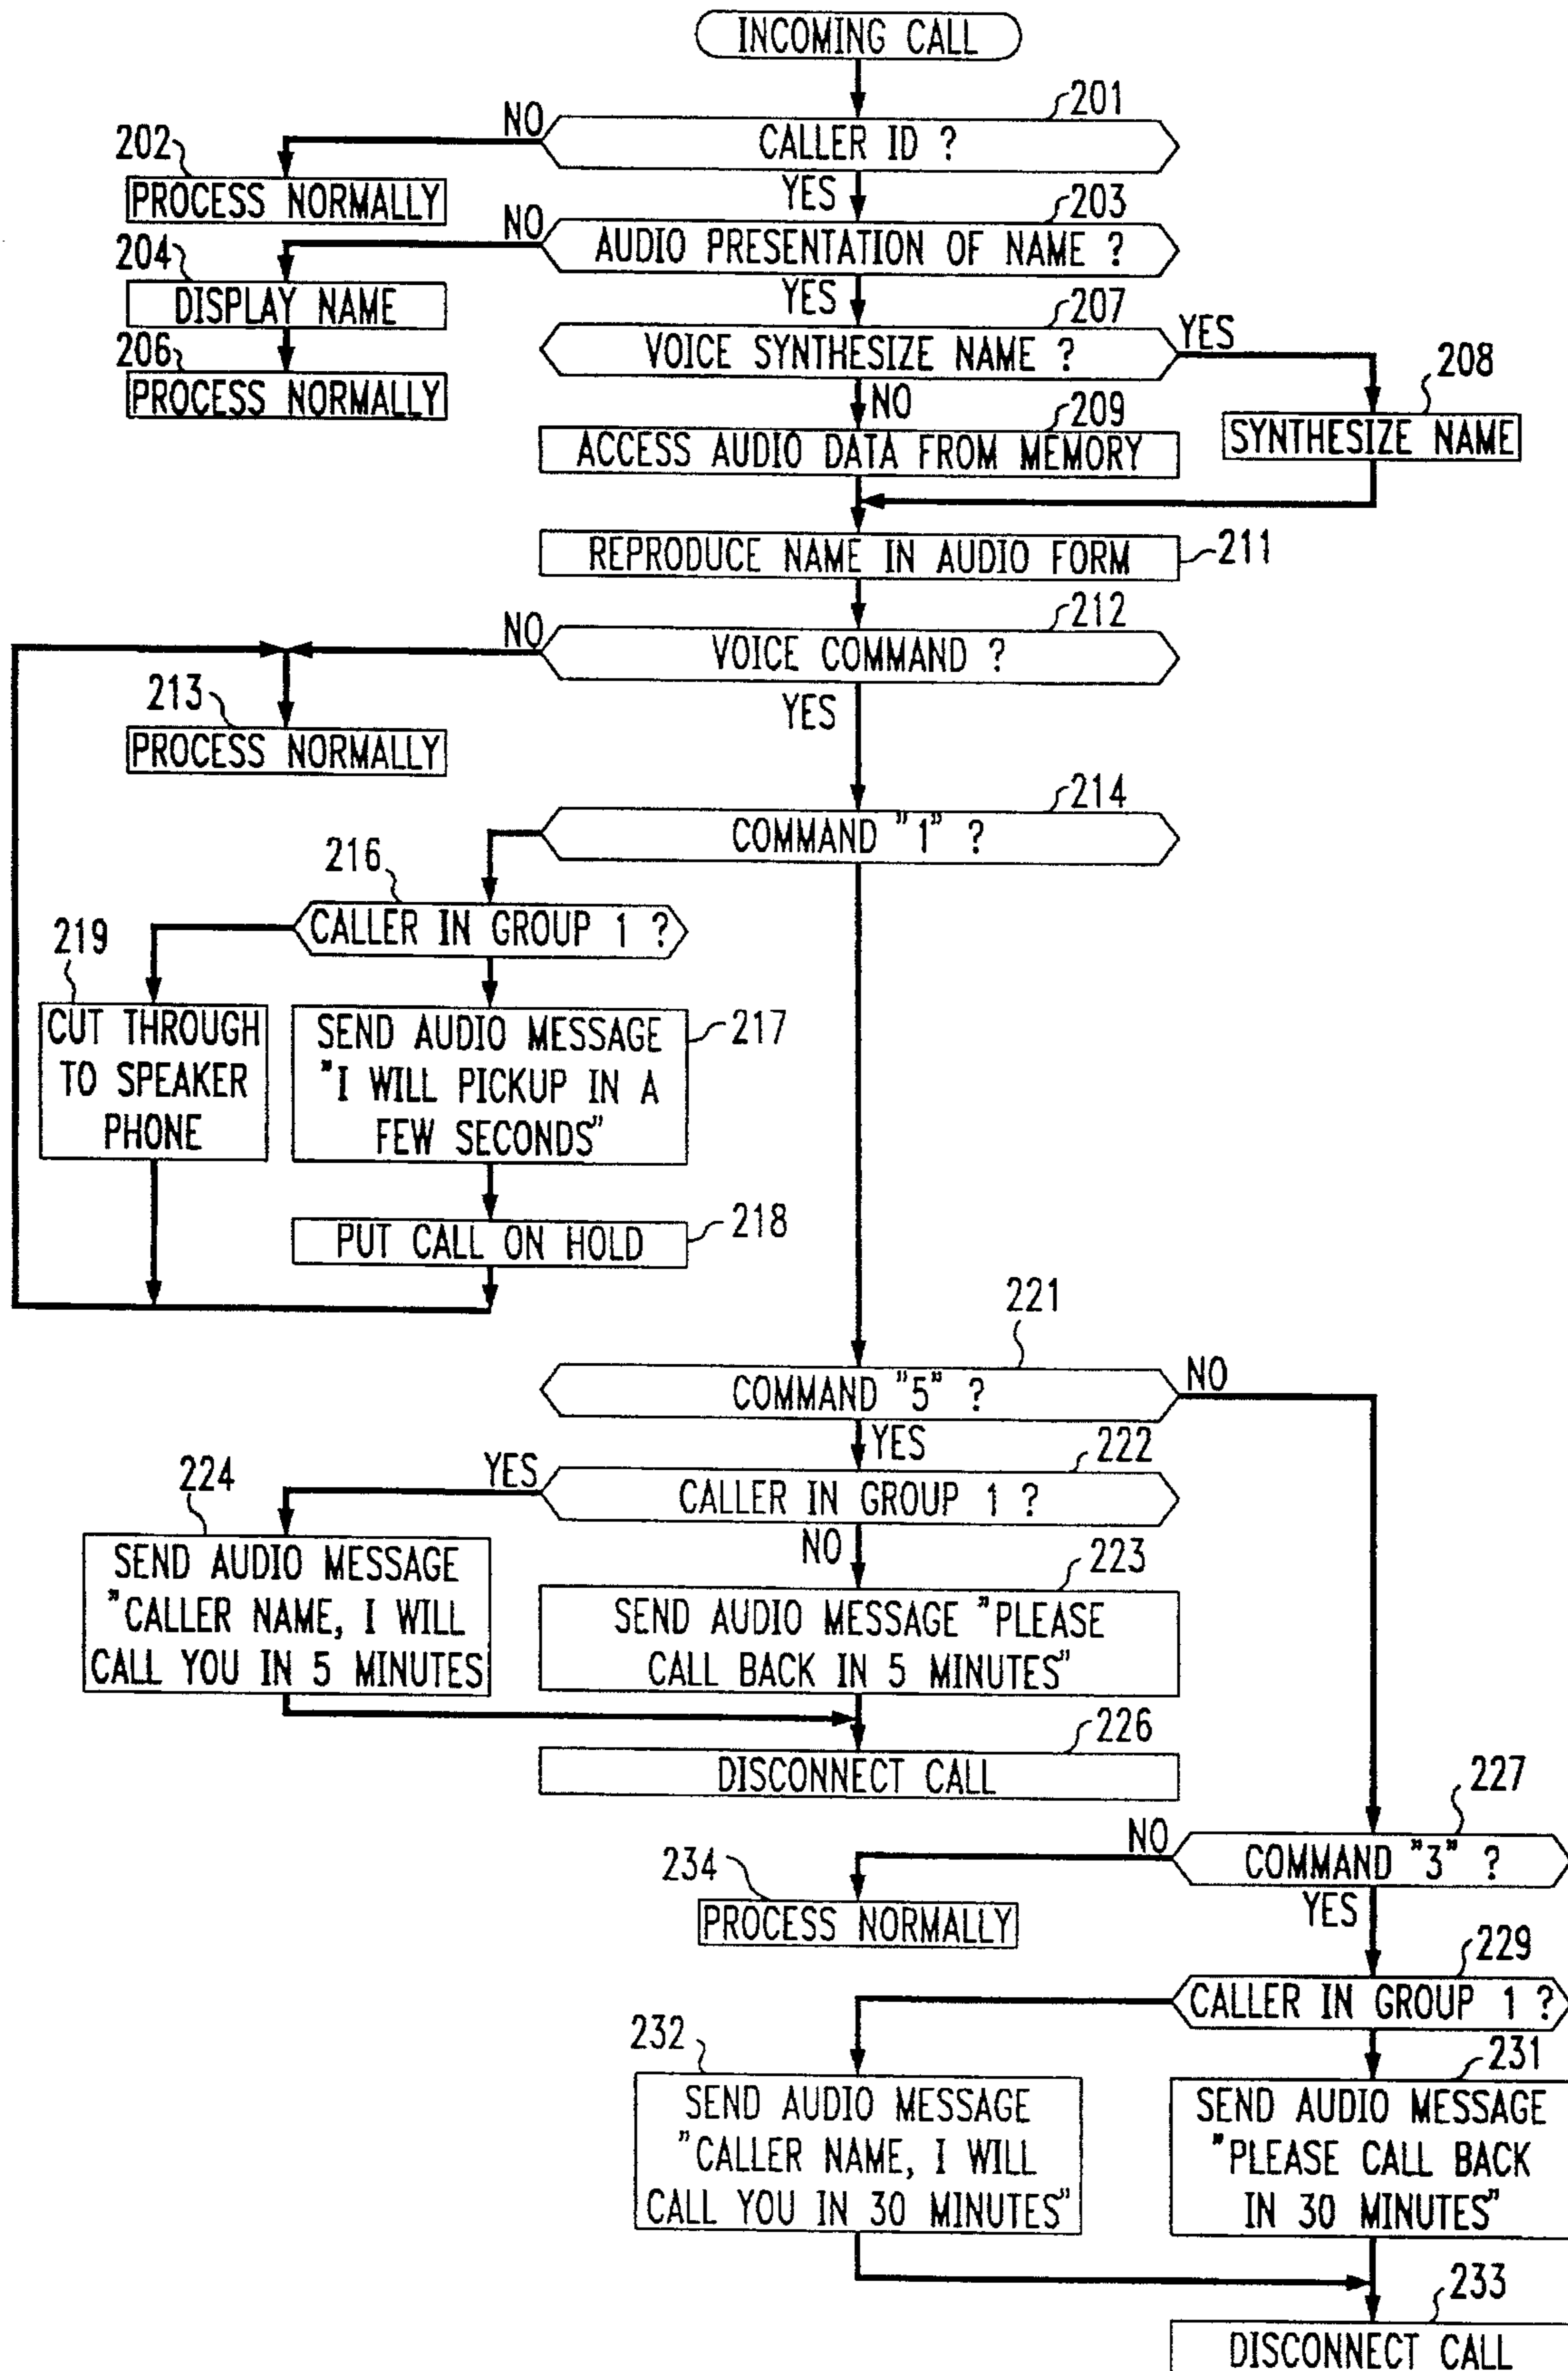 INCOMING CALL
201
NO
CALLER ID ?
202
YES
PROCESS NORMALLY
203
NO
AUDIO PRESENTATION OF NAME ?
204
YES
DISPLAY NAME
207
VOICE SYNTHESIZE NAME ?
YES
206
PROCESS NORMALLY
NO
209
208
ACCESS AUDIO DATA FROM MEMORY
SYNTHESIZE NAME
REPRODUCE NAME IN AUDIO FORM
211
212
NO
VOICE COMMAND ?
213
YES
PROCESS NORMALLY
214
COMMAND "1" ?
216
CALLER IN GROUP 1 ?
219
CUT THROUGH
TO SPEAKER
PHONE
SEND AUDIO MESSAGE
"I WILL PICKUP IN A
FEW SECONDS"
217
PUT CALL ON HOLD
218
221
COMMAND "5" ?
NO
YES
222
YES
CALLER IN GROUP 1 ?
224
NO
223
SEND AUDIO MESSAGE
"CALLER NAME, I WILL
CALL YOU IN 5 MINUTES
SEND AUDIO MESSAGE "PLEASE
CALL BACK IN 5 MINUTES"
226
DISCONNECT CALL
227
NO
COMMAND "3" ?
234
YES
PROCESS NORMALLY
229
CALLER IN GROUP 1 ?
232
231
SEND AUDIO MESSAGE
"CALLER NAME, I WILL
CALL YOU IN 30 MINUTES"
SEND AUDIO MESSAGE
"PLEASE CALL BACK
IN 30 MINUTES"
233
DISCONNECT CALL